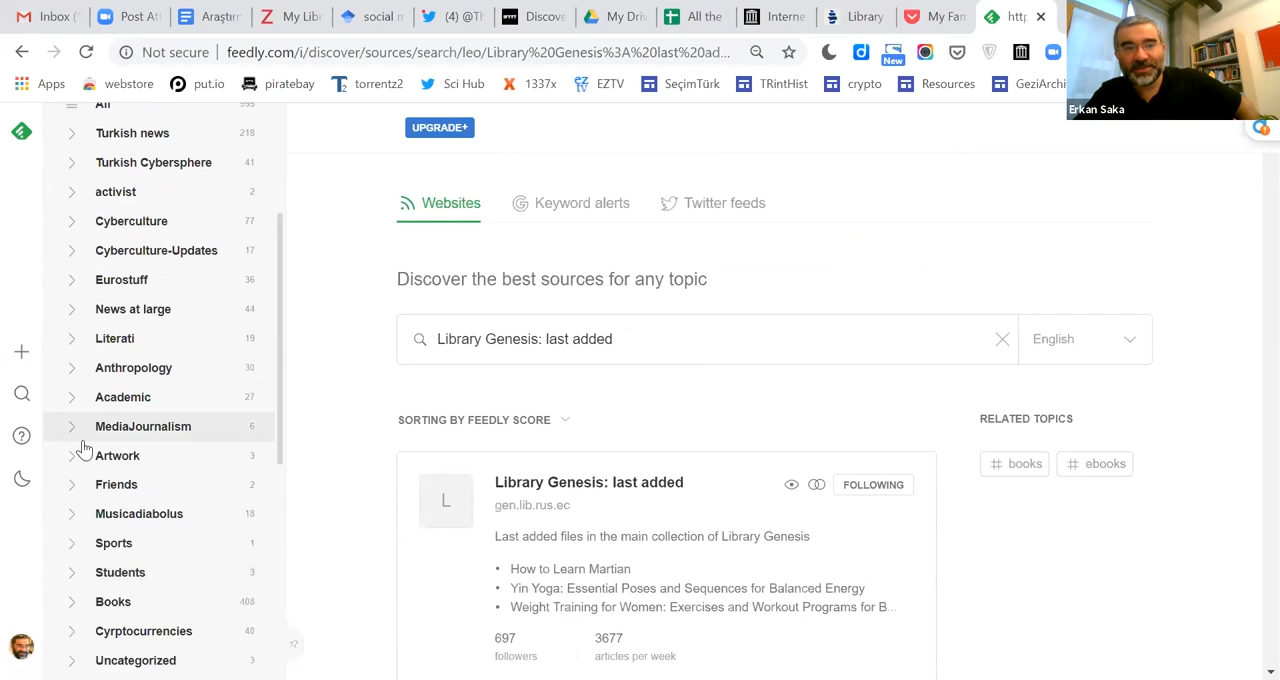 Inbox (
Post At
Araştır
My Lib
social n
(4) @Th
Discove
My Driv
All the
Interne
Library
My Fam
http
Not secure
feedly.com/i/discover/sources/search/leo/Library%20Genesis%3A%20last%20ad...
New
Apps
webstore
put.io
piratebay
torrentz2
Sci Hub
1337x
EZTV
SeçimTürk
TRintHist
crypto
Resources
GeziArchi
Erkan Saka
All 995
Turkish news 218
Turkish Cybersphere 41
activist 2
Cyberculture 77
Cyberculture-Updates 17
Eurostuff 36
News at large 44
Literati 19
Anthropology 30
Academic 27
MediaJournalism 6
Artwork 3
Friends 2
Musicadiabolus 18
Sports 1
Students 3
Books 408
Cyrptocurrencies 40
Uncategorized 3
UPGRADE+
Websites
Keyword alerts
Twitter feeds
Discover the best sources for any topic
Library Genesis: last added
English
SORTING BY FEEDLY SCORE
L
Library Genesis: last added
FOLLOWING
gen.lib.rus.ec
Last added files in the main collection of Library Genesis
• How to Learn Martian
• Yin Yoga: Essential Poses and Sequences for Balanced Energy
• Weight Training for Women: Exercises and Workout Programs for B...
697
3677
followers
articles per week
RELATED TOPICS
# books
# ebooks